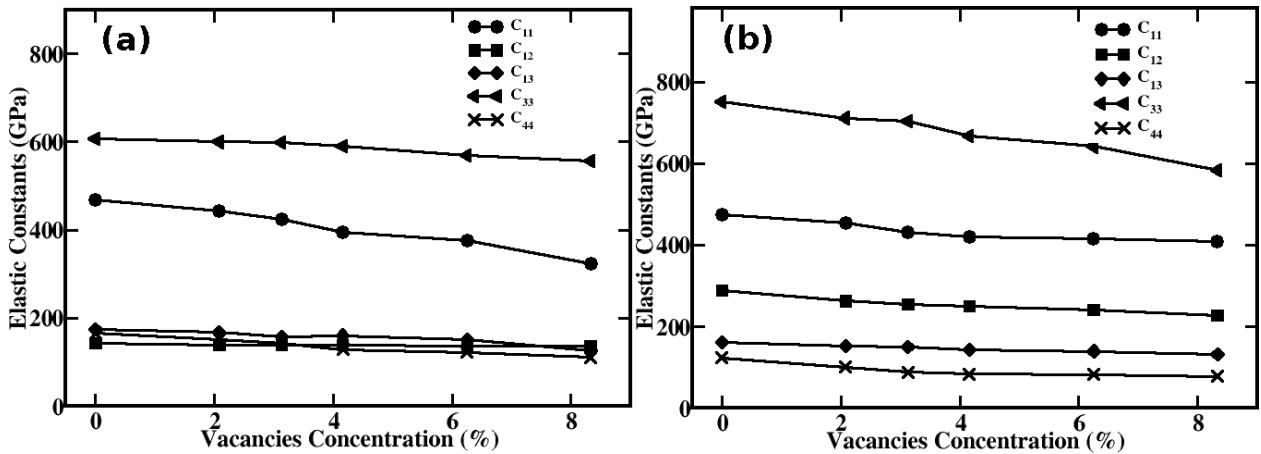 (a)
C11
C12
C13
C33
C44
800
600
400
200
0
0 2 4 6 8
Elastic Constants (GPa)
Vacancies Concentration (%)
(b)
C11
C12
C13
C33
C44
800
600
400
200
0
0 2 4 6 8
Elastic Constants (GPa)
Vacancies Concentration (%)